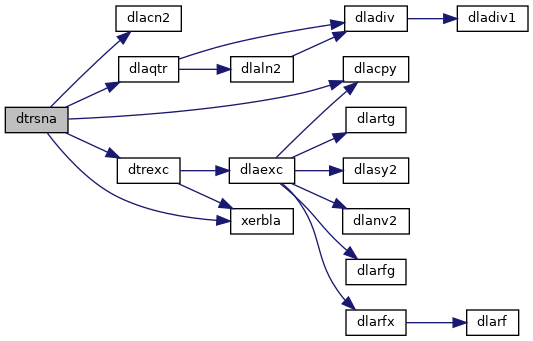 dtrsna
dlacn2
dlaqtr
dtrexc
dlaln2
dlaexc
xerbla
dladiv
dladiv1
dlacpy
dlartg
dlasy2
dlanv2
dlarfg
dlarfx
dlarf